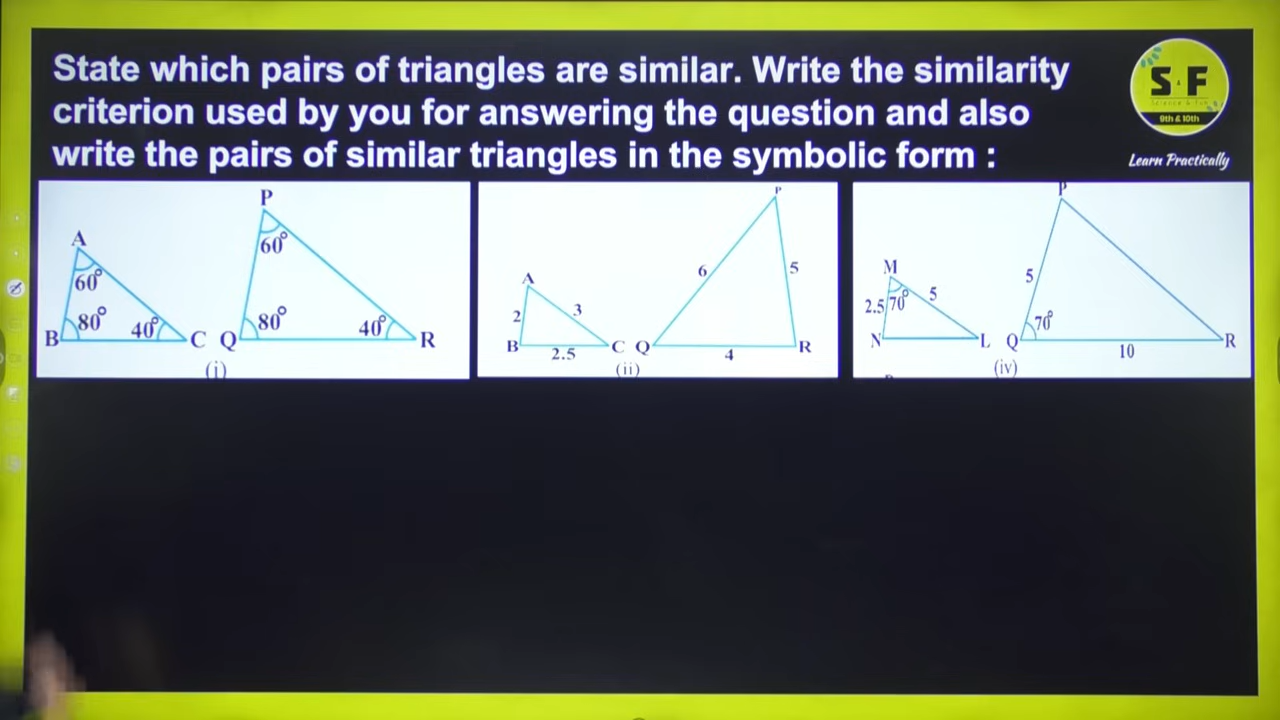 State which pairs of triangles are similar. Write the similarity
criterion used by you for answering the question and also
write the pairs of similar triangles in the symbolic form :
S F
Science & Fun
9th & 10th
Learn Practically
A
60°
B 80° 40° C
P
60°
Q 80° 40° R
(i)
A
2 3
B 2.5 C
P
6 5
Q 4 R
(ii)
M
2.5 70° 5
N L
P
5
70°
Q 10 R
(iv)